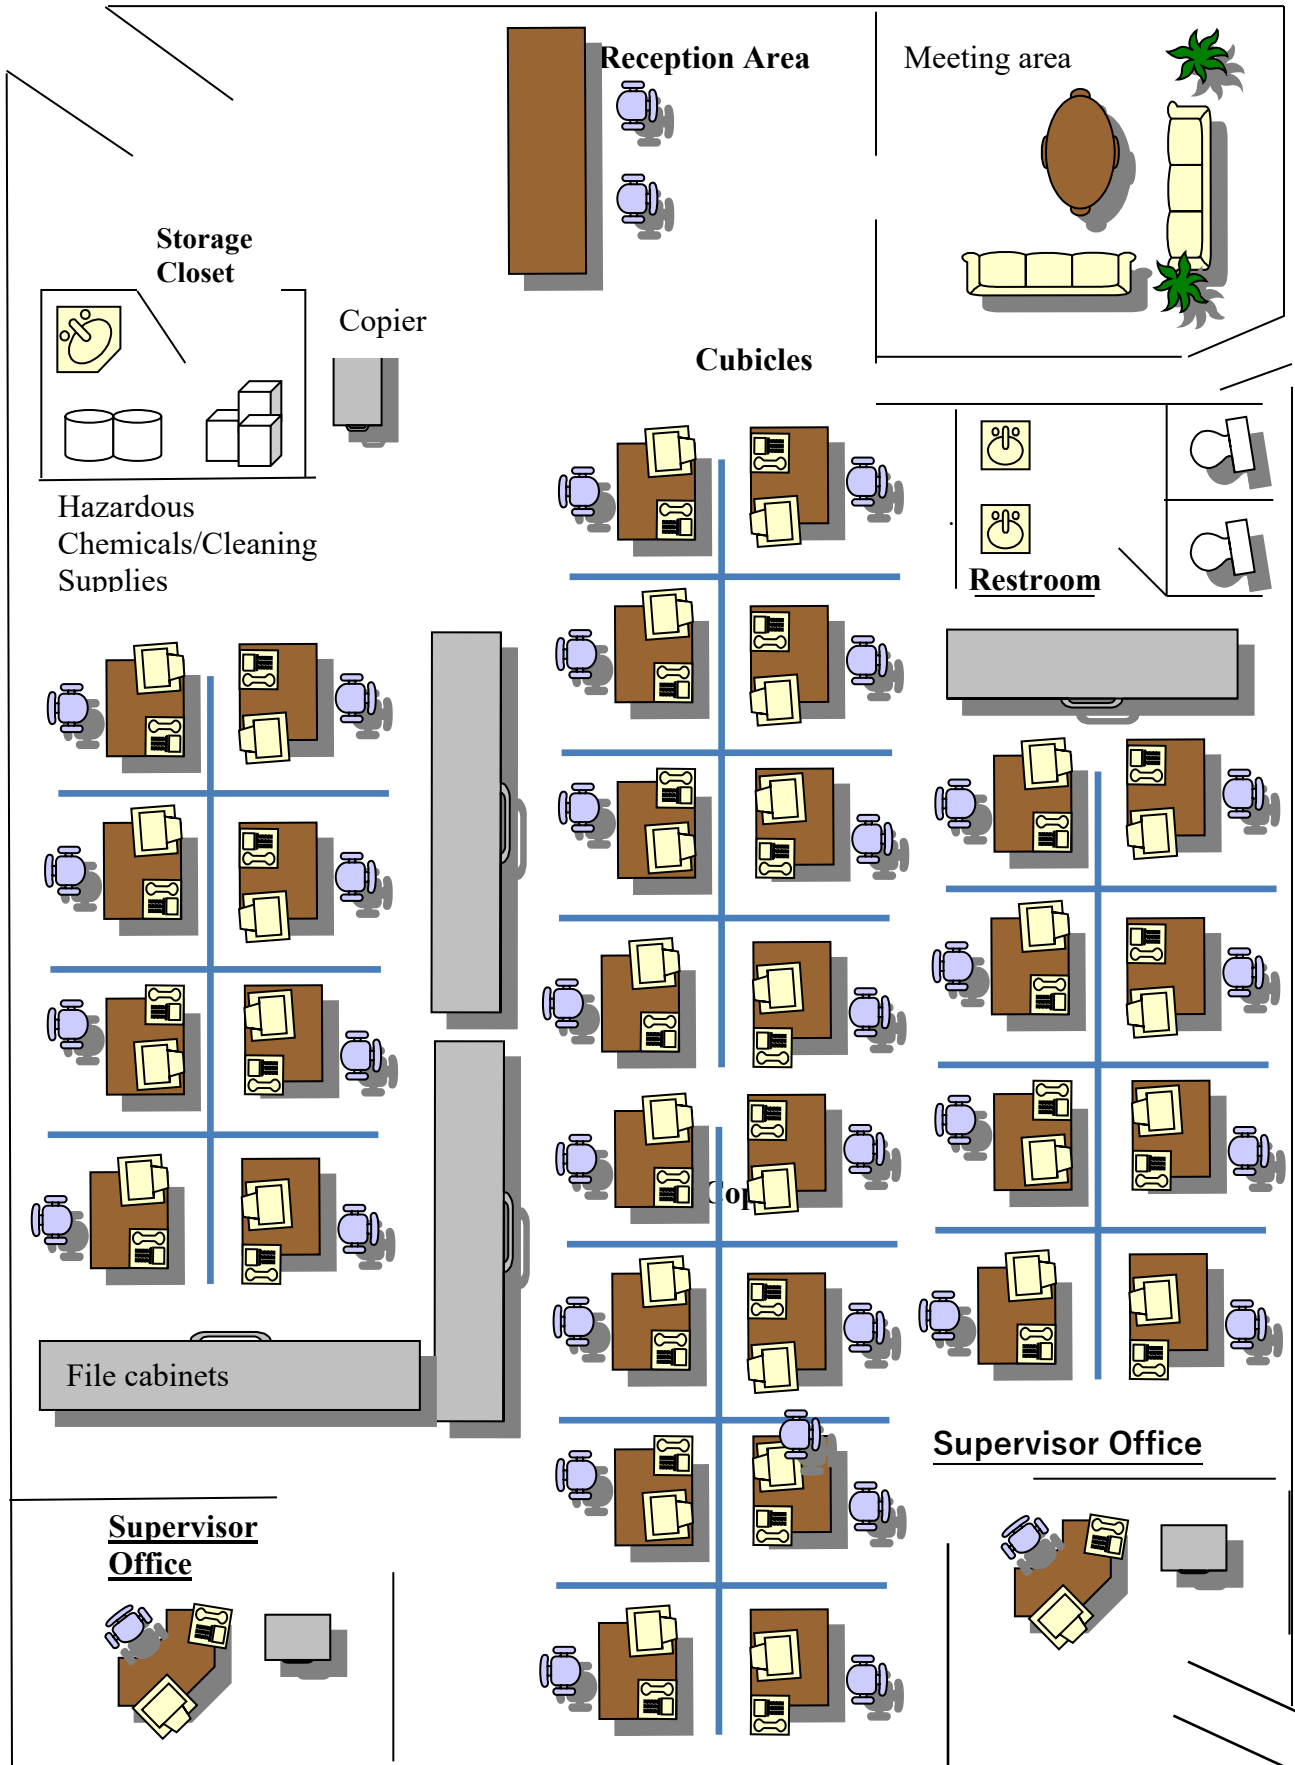 Reception Area
Meeting area
Storage
Closet
Copier
Cubicles
Hazardous
Chemicals/Cleaning
Supplies
Restroom
File cabinets
Supervisor Office
Supervisor
Office